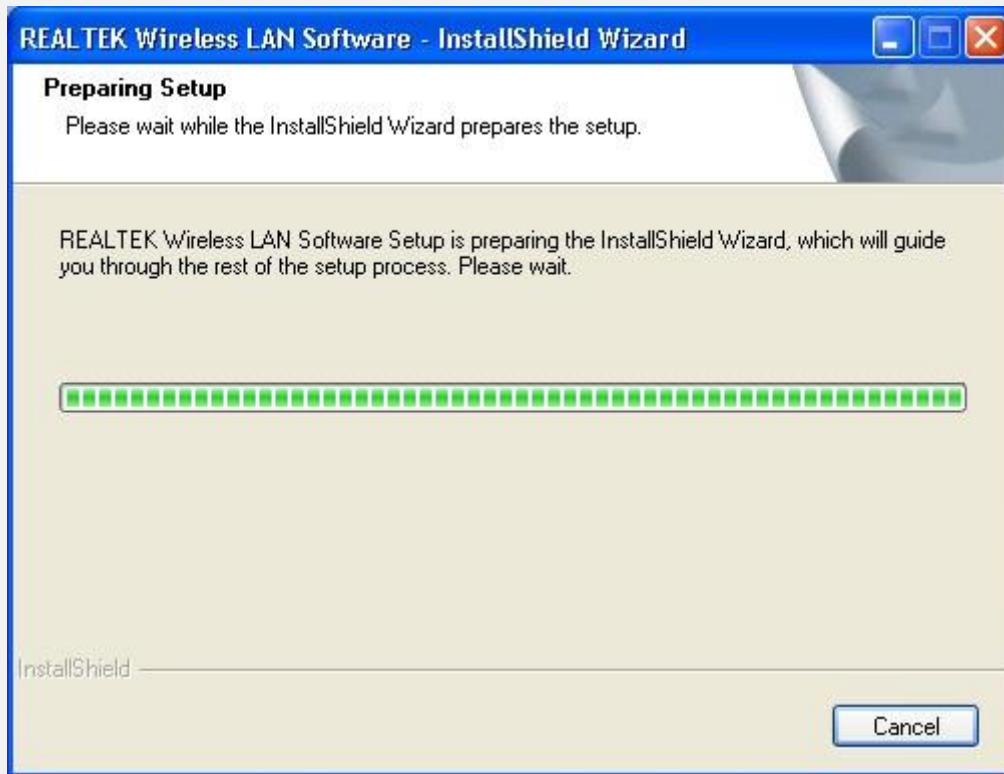 REALTEK Wireless LAN Software - InstallShield Wizard
Preparing Setup
Please wait while the InstallShield Wizard prepares the setup.
REALTEK Wireless LAN Software Setup is preparing the InstallShield Wizard, which will guide
you through the rest of the setup process. Please wait.
InstallShield
Cancel